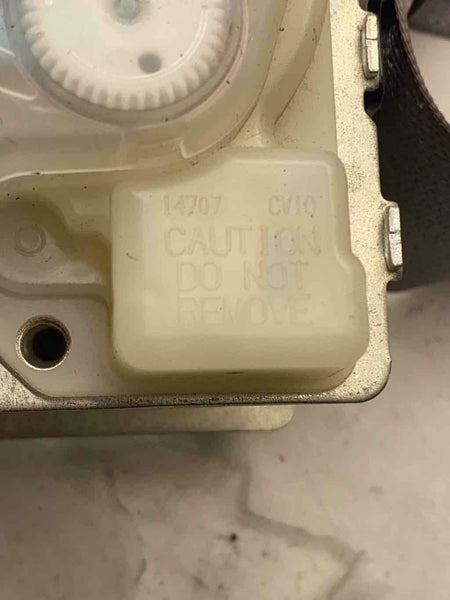 14707 CV10
CAUTION
DO NOT
REMOVE